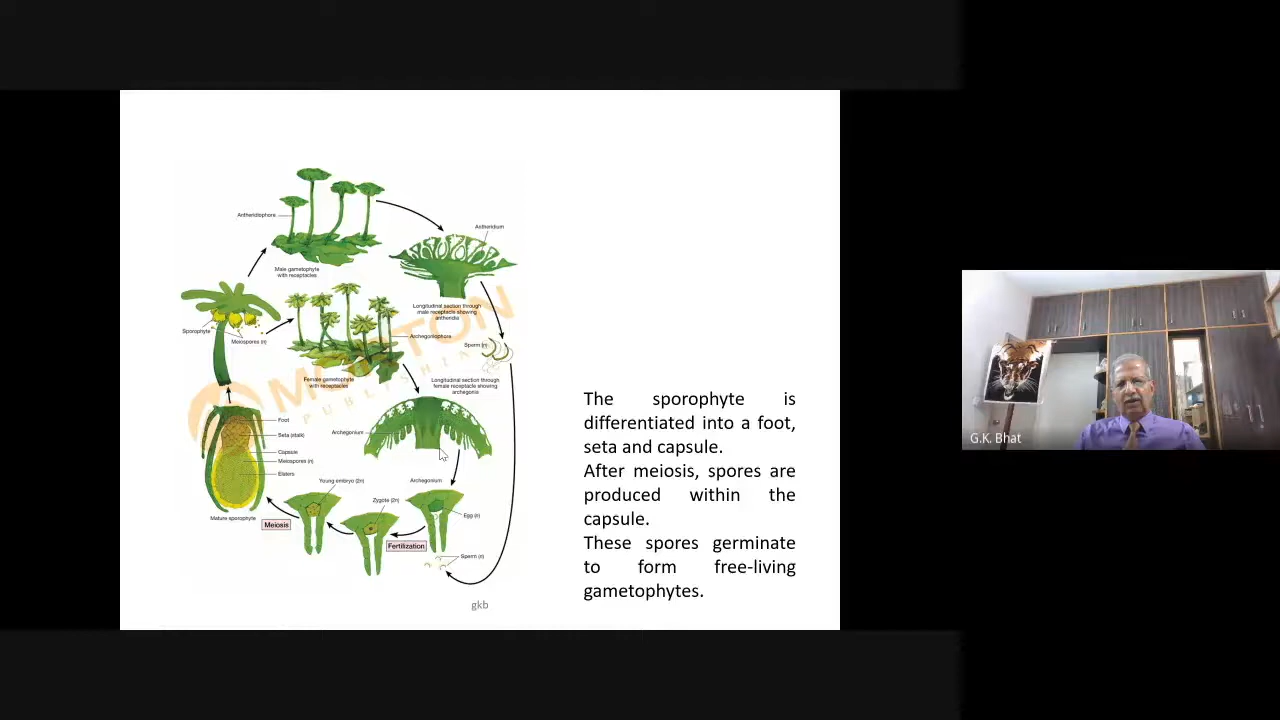 Antheridiophore
Antheridium
Male gametophyte
with receptacles
Longitudinal section through
male receptacle showing
antheridia
Sporophyte
Meiospores (n)
Archegoniophore
Sperm (n)
Female gametophyte
with receptacles
Longitudinal section through
female receptacle showing
archegonia
MORTON
PUBLISHING
Archegonium
Foot
Seta (stalk)
Capsule
Meiospores (n)
Elaters
Mature sporophyte
Young embryo (2n)
Zygote (2n)
Archegonium
Egg (n)
Meiosis
Fertilization
Sperm (n)
The sporophyte is
differentiated into a foot,
seta and capsule.
After meiosis, spores are
produced within the
capsule.
These spores germinate
to form free-living
gametophytes.
gkb
G.K. Bhat